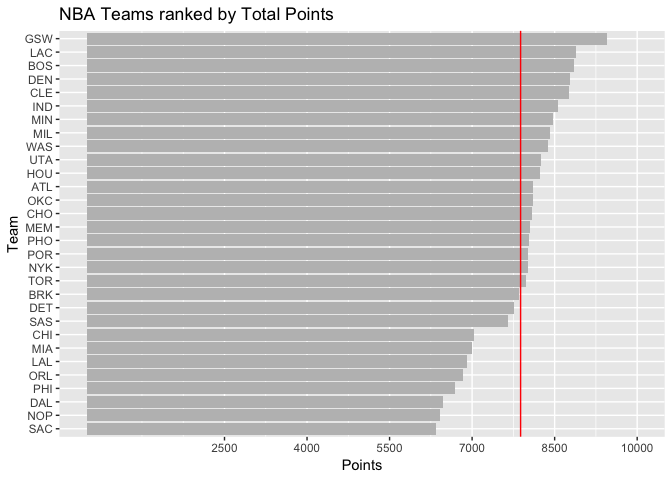 NBA Teams ranked by Total Points
GSW
LAC
BOS
DEN
CLE
IND
MIN
MIL
WAS
UTA
HOU
ATL
OKC
CHO
MEM
PHO
POR
NYK
TOR
BRK
DET
SAS
CHI
MIA
LAL
ORL
PHI
DAL
NOP
SAC
Team
2500 4000 5500 7000 8500 10000
Points